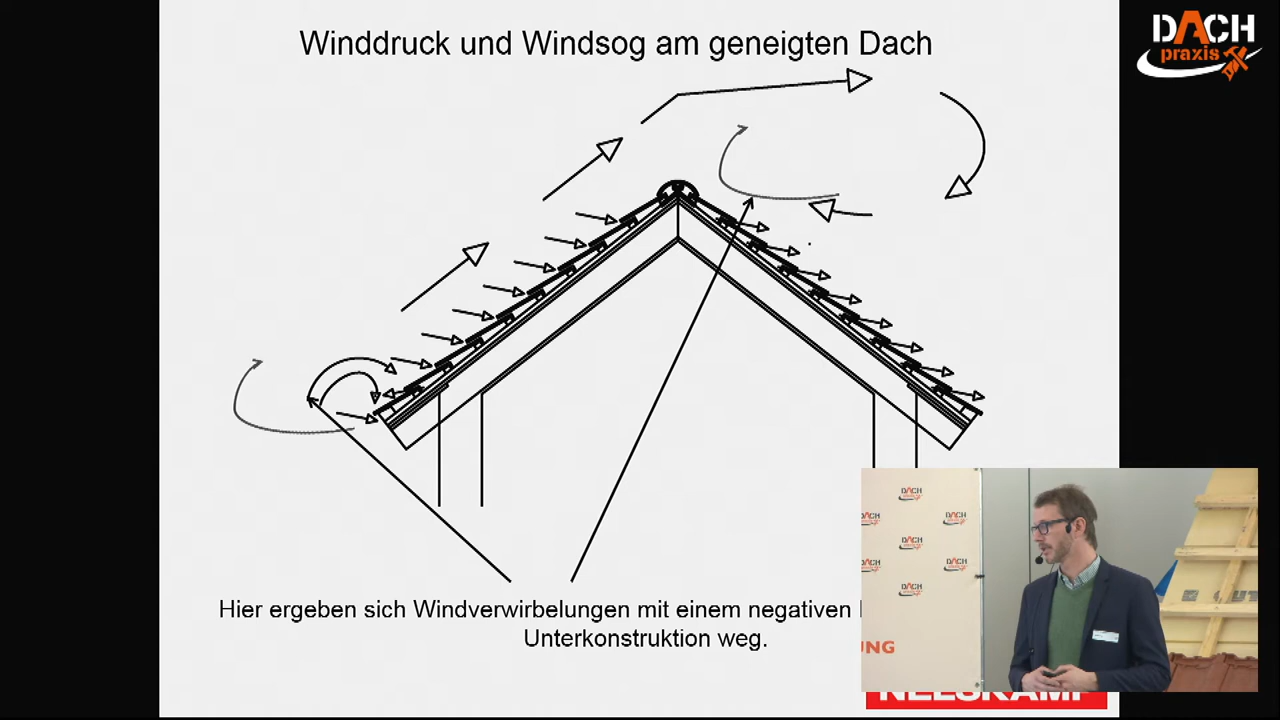 Winddruck und Windsog am geneigten Dach
DACH
praxis
Hier ergeben sich Windverwirbelungen mit einem negativen
Unterkonstruktion weg.
DACH
DACH
DACH
DACH
DACH
DACH
DACH
UNG
NELSKAMP